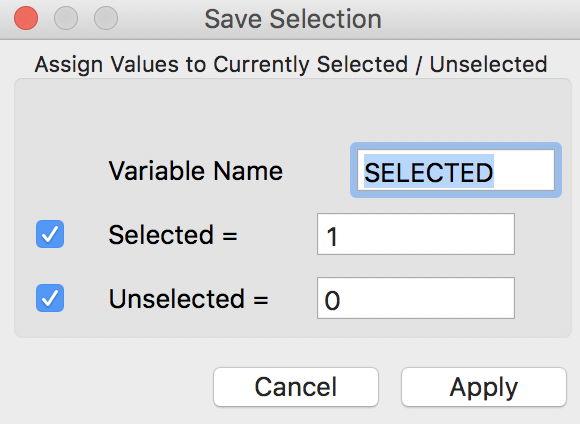 Save Selection
Assign Values to Currently Selected / Unselected
Variable Name SELECTED
Selected = 1
Unselected = 0
Cancel Apply